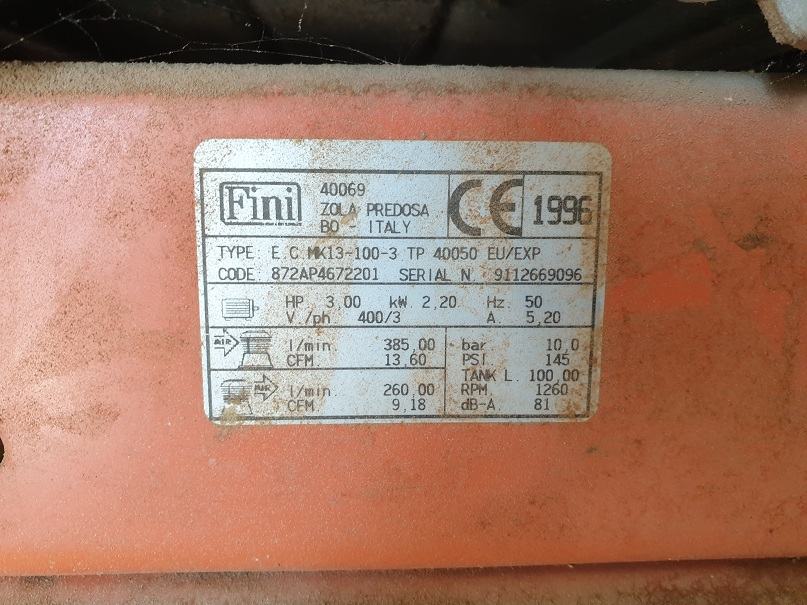 Fini
40069
ZOLA PREDOSA
BO - ITALY
CE
1996
TYPE: E.C.MK13-100-3 TP 40050 EU/EXP
CODE: 872AP4672201 SERIAL N. 9112669096
HP 3,00 kW 2,20 Hz. 50
V./ph 400/3 A. 5,20
AIR
l/min. 385,00
CFM. 13,60
AIR
l/min. 260,00
CFM. 9,18
bar 10,0
PSI 145
TANK L. 100,00
RPM. 1260
dB-A. 81